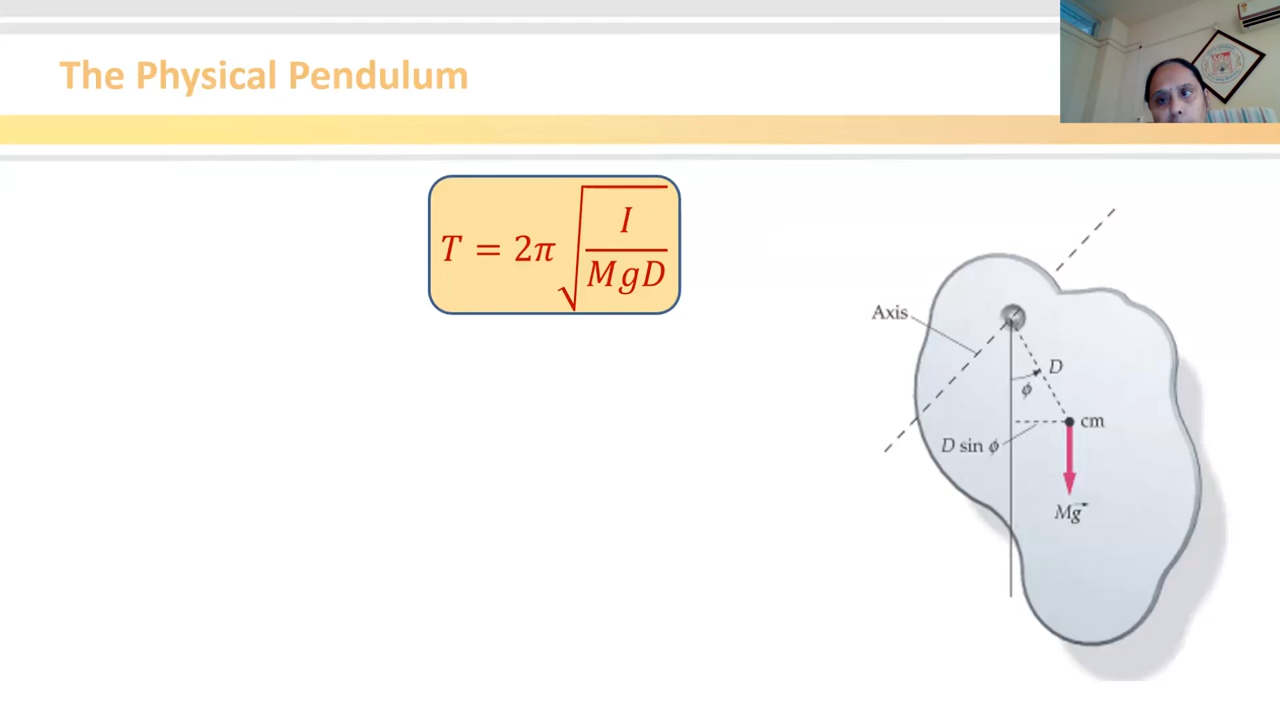 The Physical Pendulum
T = 2π √(I / MgD)
Axis
D
ϕ
cm
D sin ϕ
Mg⃗